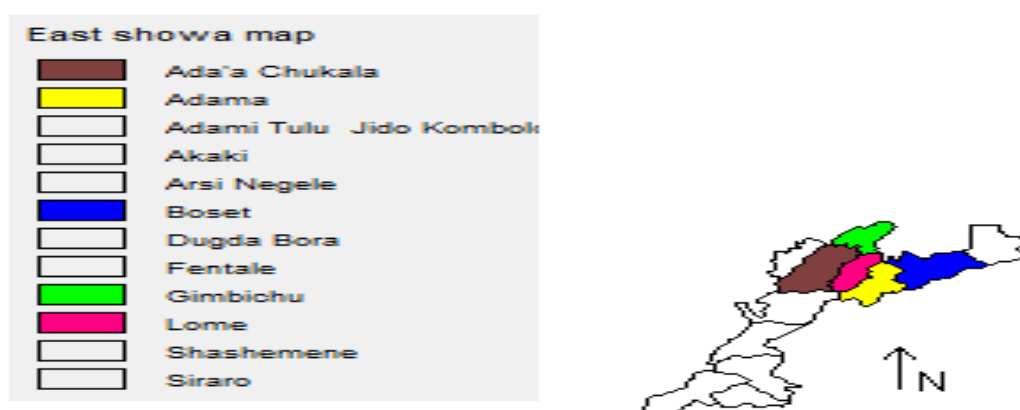 East showa map
Ada'a Chukala
Adama
Adami Tulu Jido Kombol
Akaki
Arsi Negele
Boset
Dugda Bora
Fentale
Gimbichu
Lome
Shashemene
Siraro
N